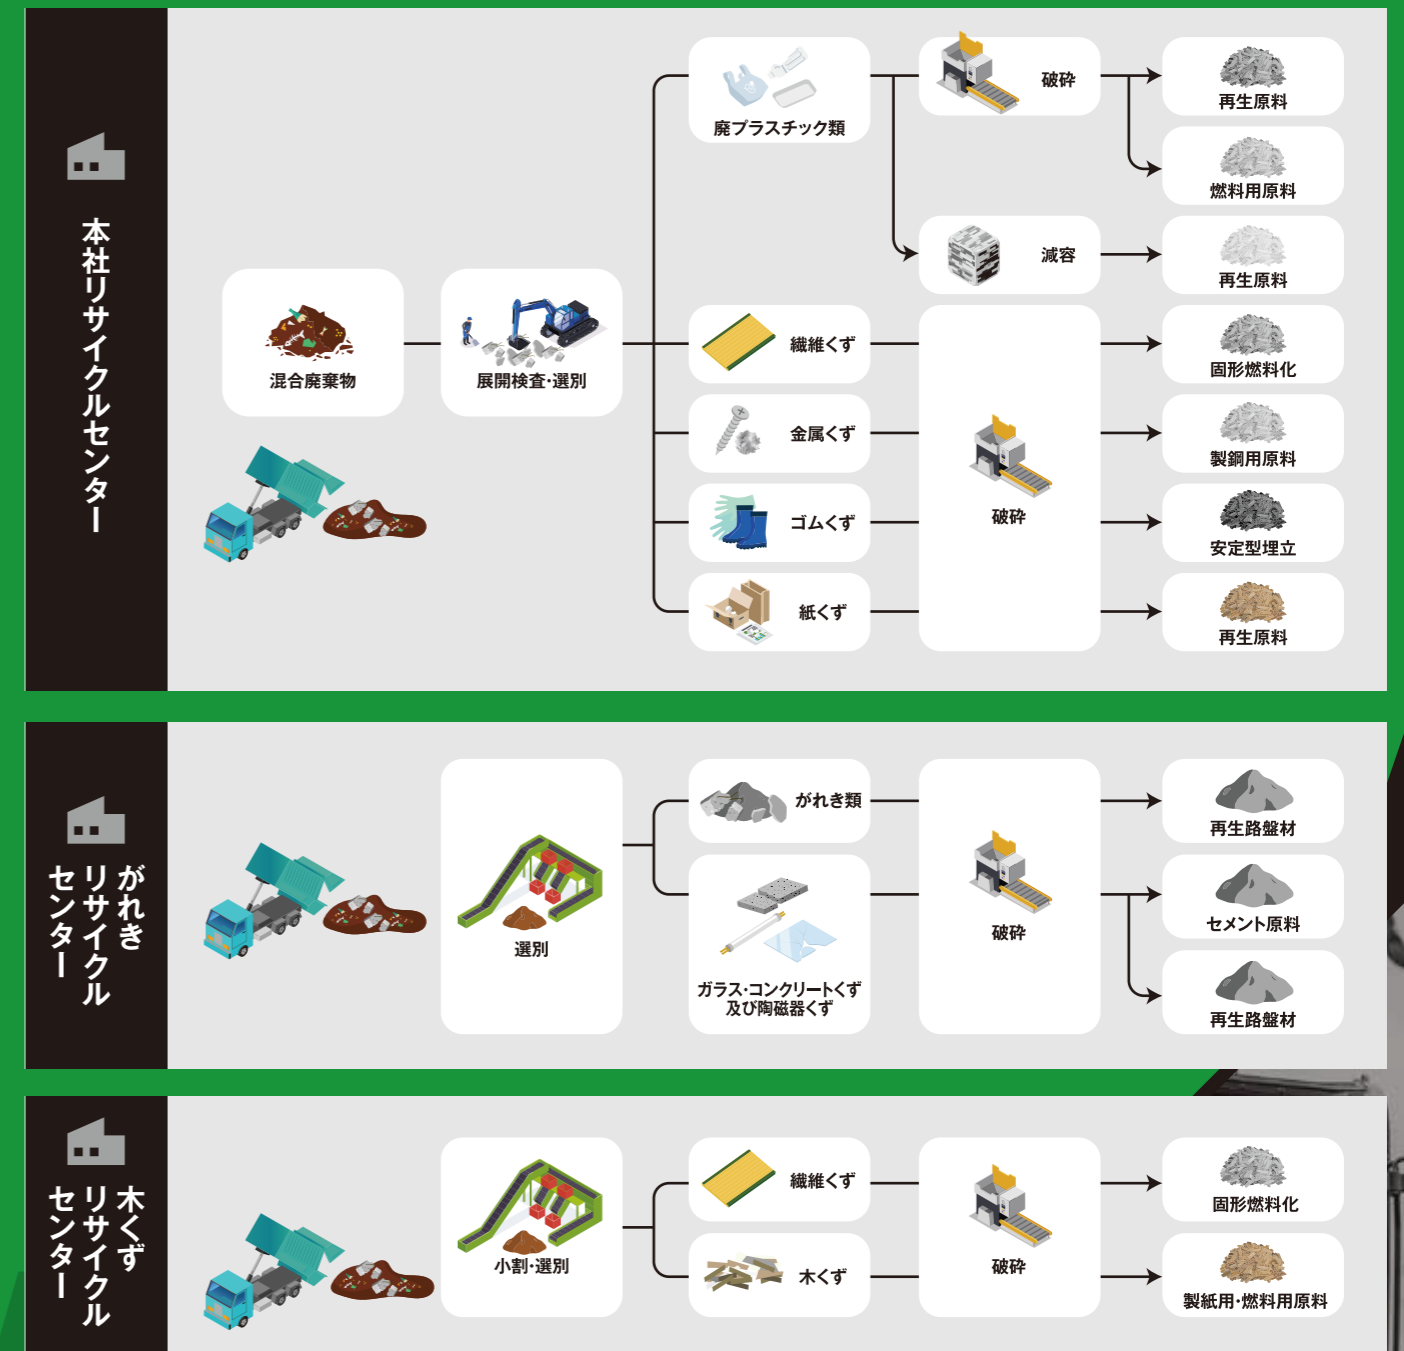 本社リサイクルセンター
混合廃棄物
展開検査・選別
廃プラスチック類
破砕
再生原料
燃料用原料
減容
再生原料
繊維くず
固形燃料化
金属くず
製鋼用原料
破砕
ゴムくず
安定型埋立
紙くず
再生原料
がれき
リサイクル
センター
選別
がれき類
ガラス・コンクリートくず
及び陶磁器くず
破砕
再生路盤材
セメント原料
再生路盤材
木くず
リサイクル
センター
小割・選別
繊維くず
木くず
破砕
固形燃料化
製紙用・燃料用原料